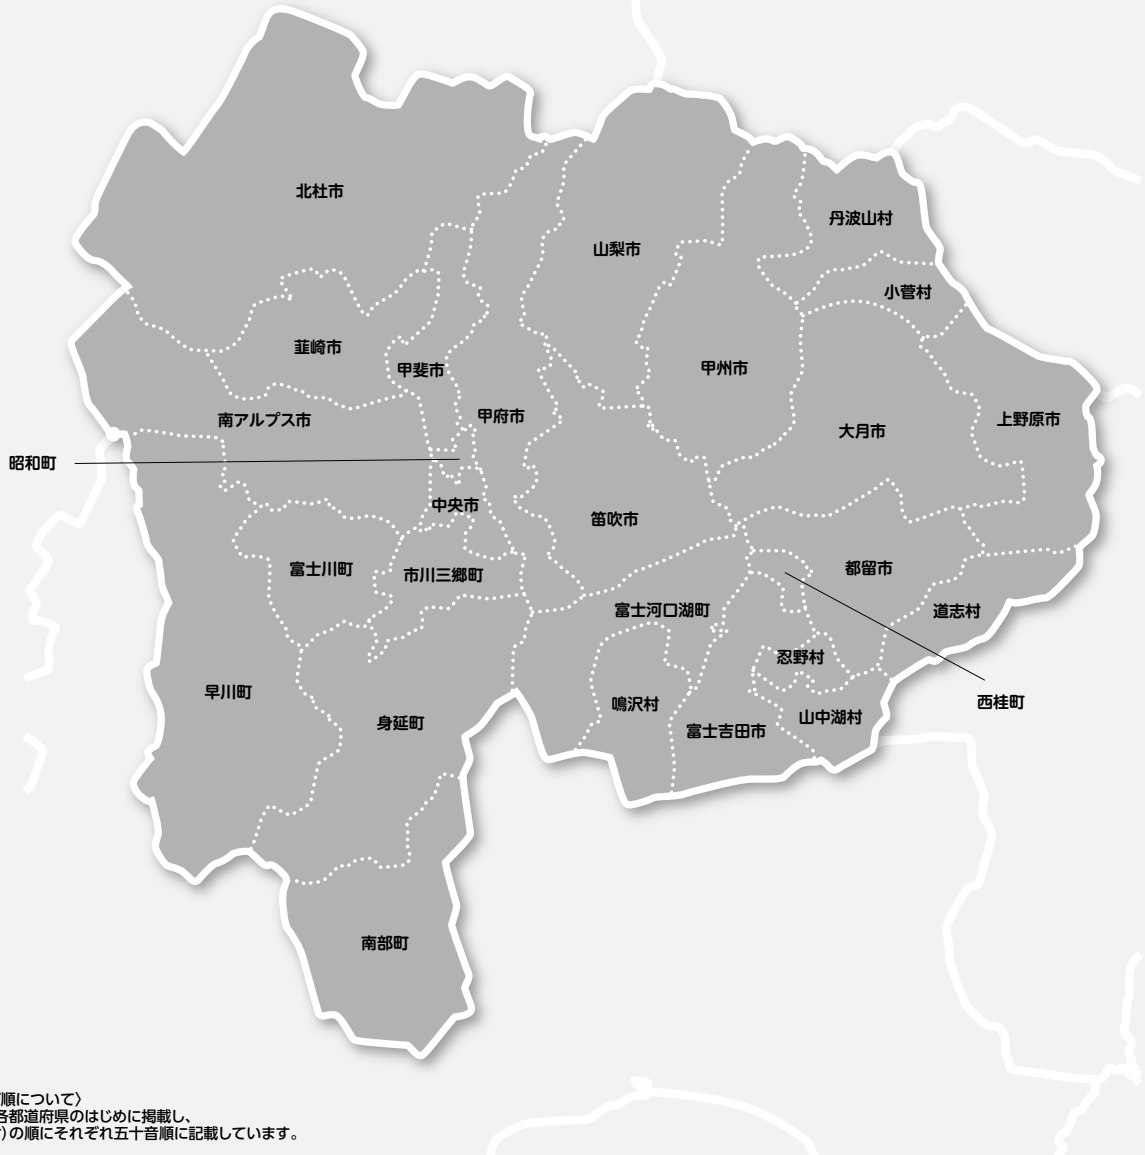 北杜市
丹波山村
山梨市
小菅村
韮崎市
甲斐市
甲州市
甲府市
南アルプス市
上野原市
大月市
昭和町
中央市
笛吹市
富士川町
市川三郷町
都留市
富士河口湖町
道志村
忍野村
早川町
鳴沢村
西桂町
山中湖村
身延町
富士吉田市
南部町
順について〉
各都道府県のはじめに掲載し、
)の順にそれぞれ五十音順に記載しています。